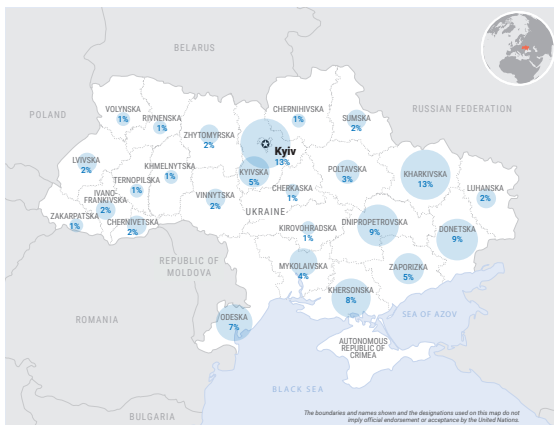 BELARUS
POLAND
RUSSIAN FEDERATION
VOLYNSKA
1%
RIVNENSKA
1%
CHERNIHIVSKA
1%
SUMSKA
2%
ZHYTOMYRSKA
2%
Kyiv
13%
LVIVSKA
2%
KHMELNYTSKA
1%
KYIVSKA
5%
POLTAVSKA
3%
KHARKIVSKA
13%
TERNOPILSKA
1%
LUHANSKA
2%
IVANO-
FRANKIVSKA
2%
VINNYTSKA
2%
CHERKASKA
1%
UKRAINE
ZAKARPATSKA
1%
CHERNIVETSKA
2%
KIROVOHRADSKA
1%
DNIPROPETROVSKA
9%
DONETSKA
9%
REPUBLIC OF
MOLDOVA
MYKOLAIVSKA
4%
ZAPORIZKA
5%
KHERSONSKA
8%
ODESKA
7%
SEA OF AZOV
ROMANIA
AUTONOMOUS
REPUBLIC OF
CRIMEA
BLACK SEA
BULGARIA
The boundaries and names shown and the designations used on this map do not
imply official endorsement or acceptance by the United Nations.